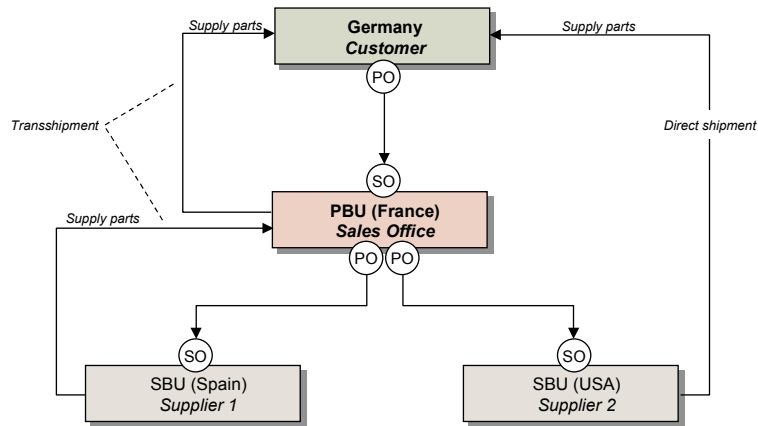 Supply parts
Germany
Customer
Supply parts
PO
Transshipment
Direct shipment
SO
PBU (France)
Sales Office
Supply parts
PO
PO
SO
SO
SBU (Spain)
Supplier 1
SBU (USA)
Supplier 2